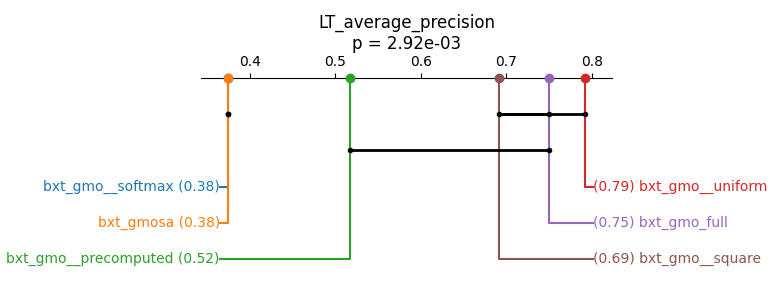 LT_average_precision
p = 2.92e-03
0.4 0.5 0.6 0.7 0.8
bxt_gmo__softmax (0.38) (0.79) bxt_gmo__uniform
bxt_gmosa (0.38) (0.75) bxt_gmo_full
bxt_gmo__precomputed (0.52) (0.69) bxt_gmo__square